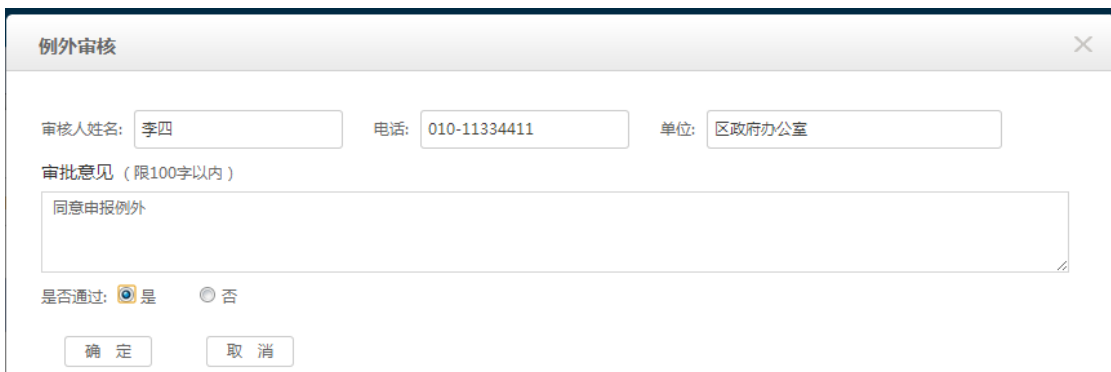 例外审核
审核人姓名: 李四 电话: 010-11334411 单位: 区政府办公室
审批意见 (限100字以内)
同意申报例外
是否通过: 是 否
确 定 取 消